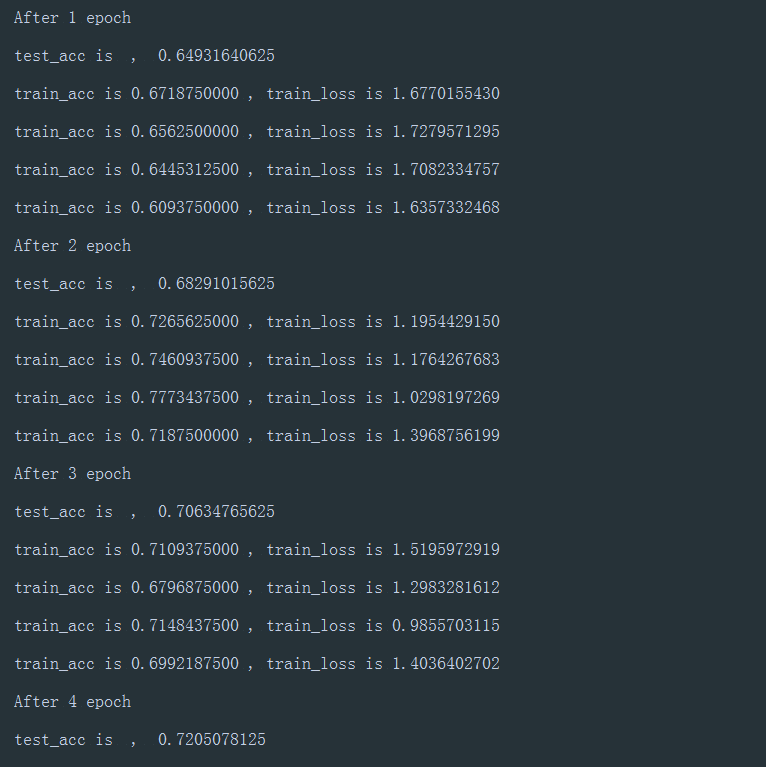 After 1 epoch
test_acc is  ,  0.64931640625
train_acc is 0.6718750000 , train_loss is 1.6770155430
train_acc is 0.6562500000 , train_loss is 1.7279571295
train_acc is 0.6445312500 , train_loss is 1.7082334757
train_acc is 0.6093750000 , train_loss is 1.6357332468
After 2 epoch
test_acc is  ,  0.68291015625
train_acc is 0.7265625000 , train_loss is 1.1954429150
train_acc is 0.7460937500 , train_loss is 1.1764267683
train_acc is 0.7773437500 , train_loss is 1.0298197269
train_acc is 0.7187500000 , train_loss is 1.3968756199
After 3 epoch
test_acc is  ,  0.70634765625
train_acc is 0.7109375000 , train_loss is 1.5195972919
train_acc is 0.6796875000 , train_loss is 1.2983281612
train_acc is 0.7148437500 , train_loss is 0.9855703115
train_acc is 0.6992187500 , train_loss is 1.4036402702
After 4 epoch
test_acc is  ,  0.7205078125